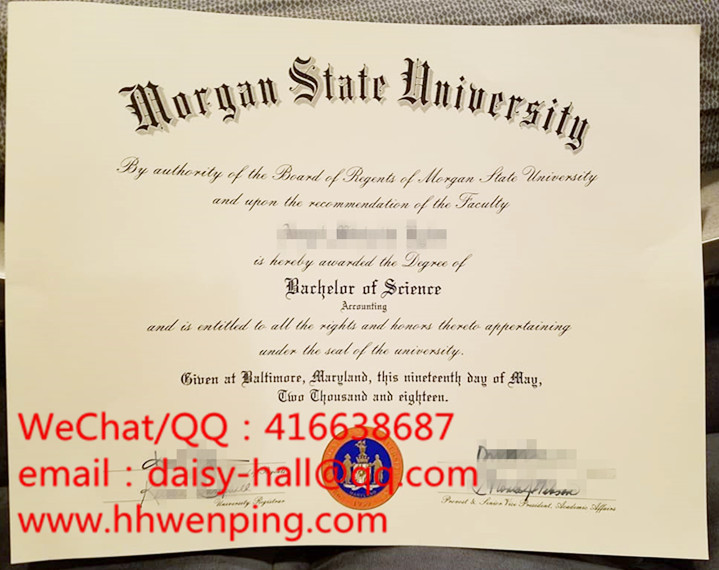 Morgan State University
By authority of the Board of Regents of Morgan State University
and upon the recommendation of the Faculty
is hereby awarded the Degree of
Bachelor of Science
Accounting
and is entitled to all the rights and honors thereto appertaining
under the seal of the university.
Given at Baltimore, Maryland, this nineteenth day of May,
Two Thousand and eighteen.
WeChat/QQ：416638687
email：daisy-hall@qq.com
University Registrar
Provost & Senior Vice President, Academic Affairs
www.hhwenping.com